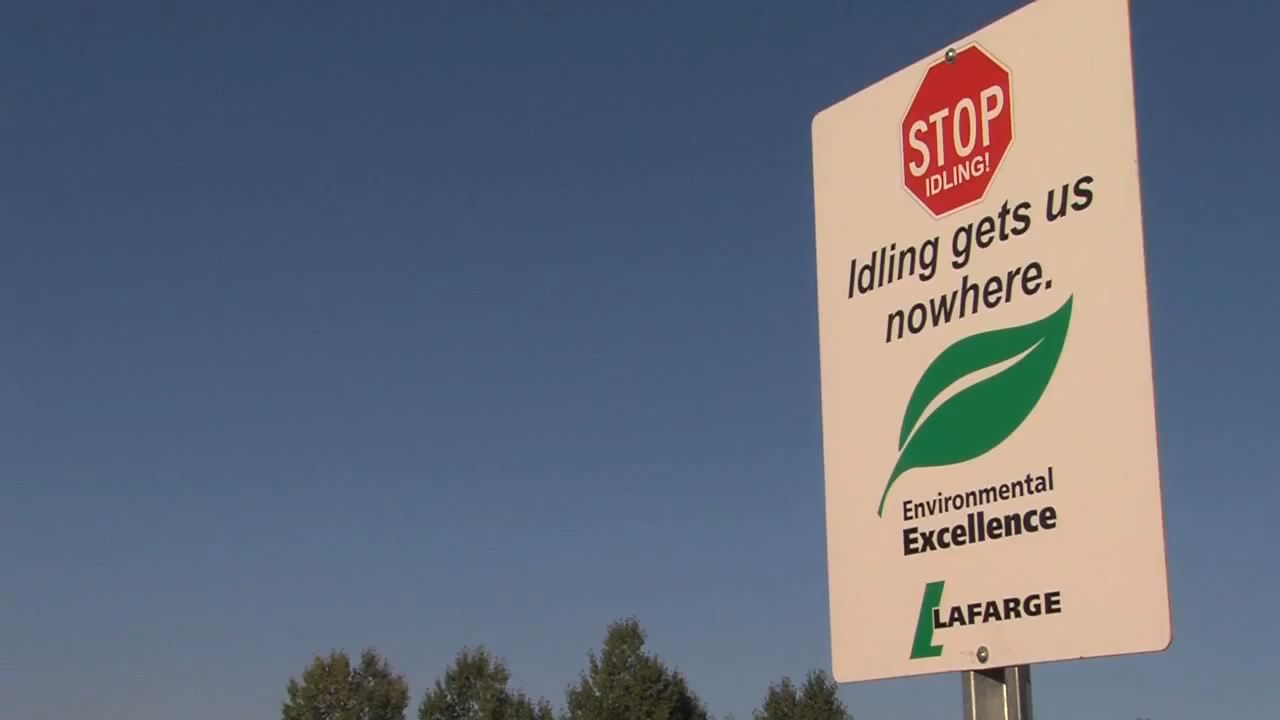 STOP
IDLING!
Idling gets us
nowhere.
Environmental
Excellence
LAFARGE